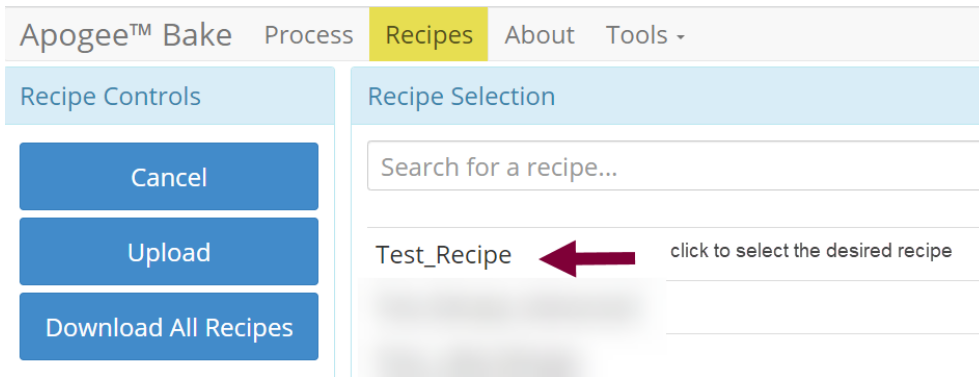 Apogee™ Bake Process Recipes About Tools
Recipe Controls
Recipe Selection
Cancel
Upload
Download All Recipes
Search for a recipe...
Test_Recipe click to select the desired recipe